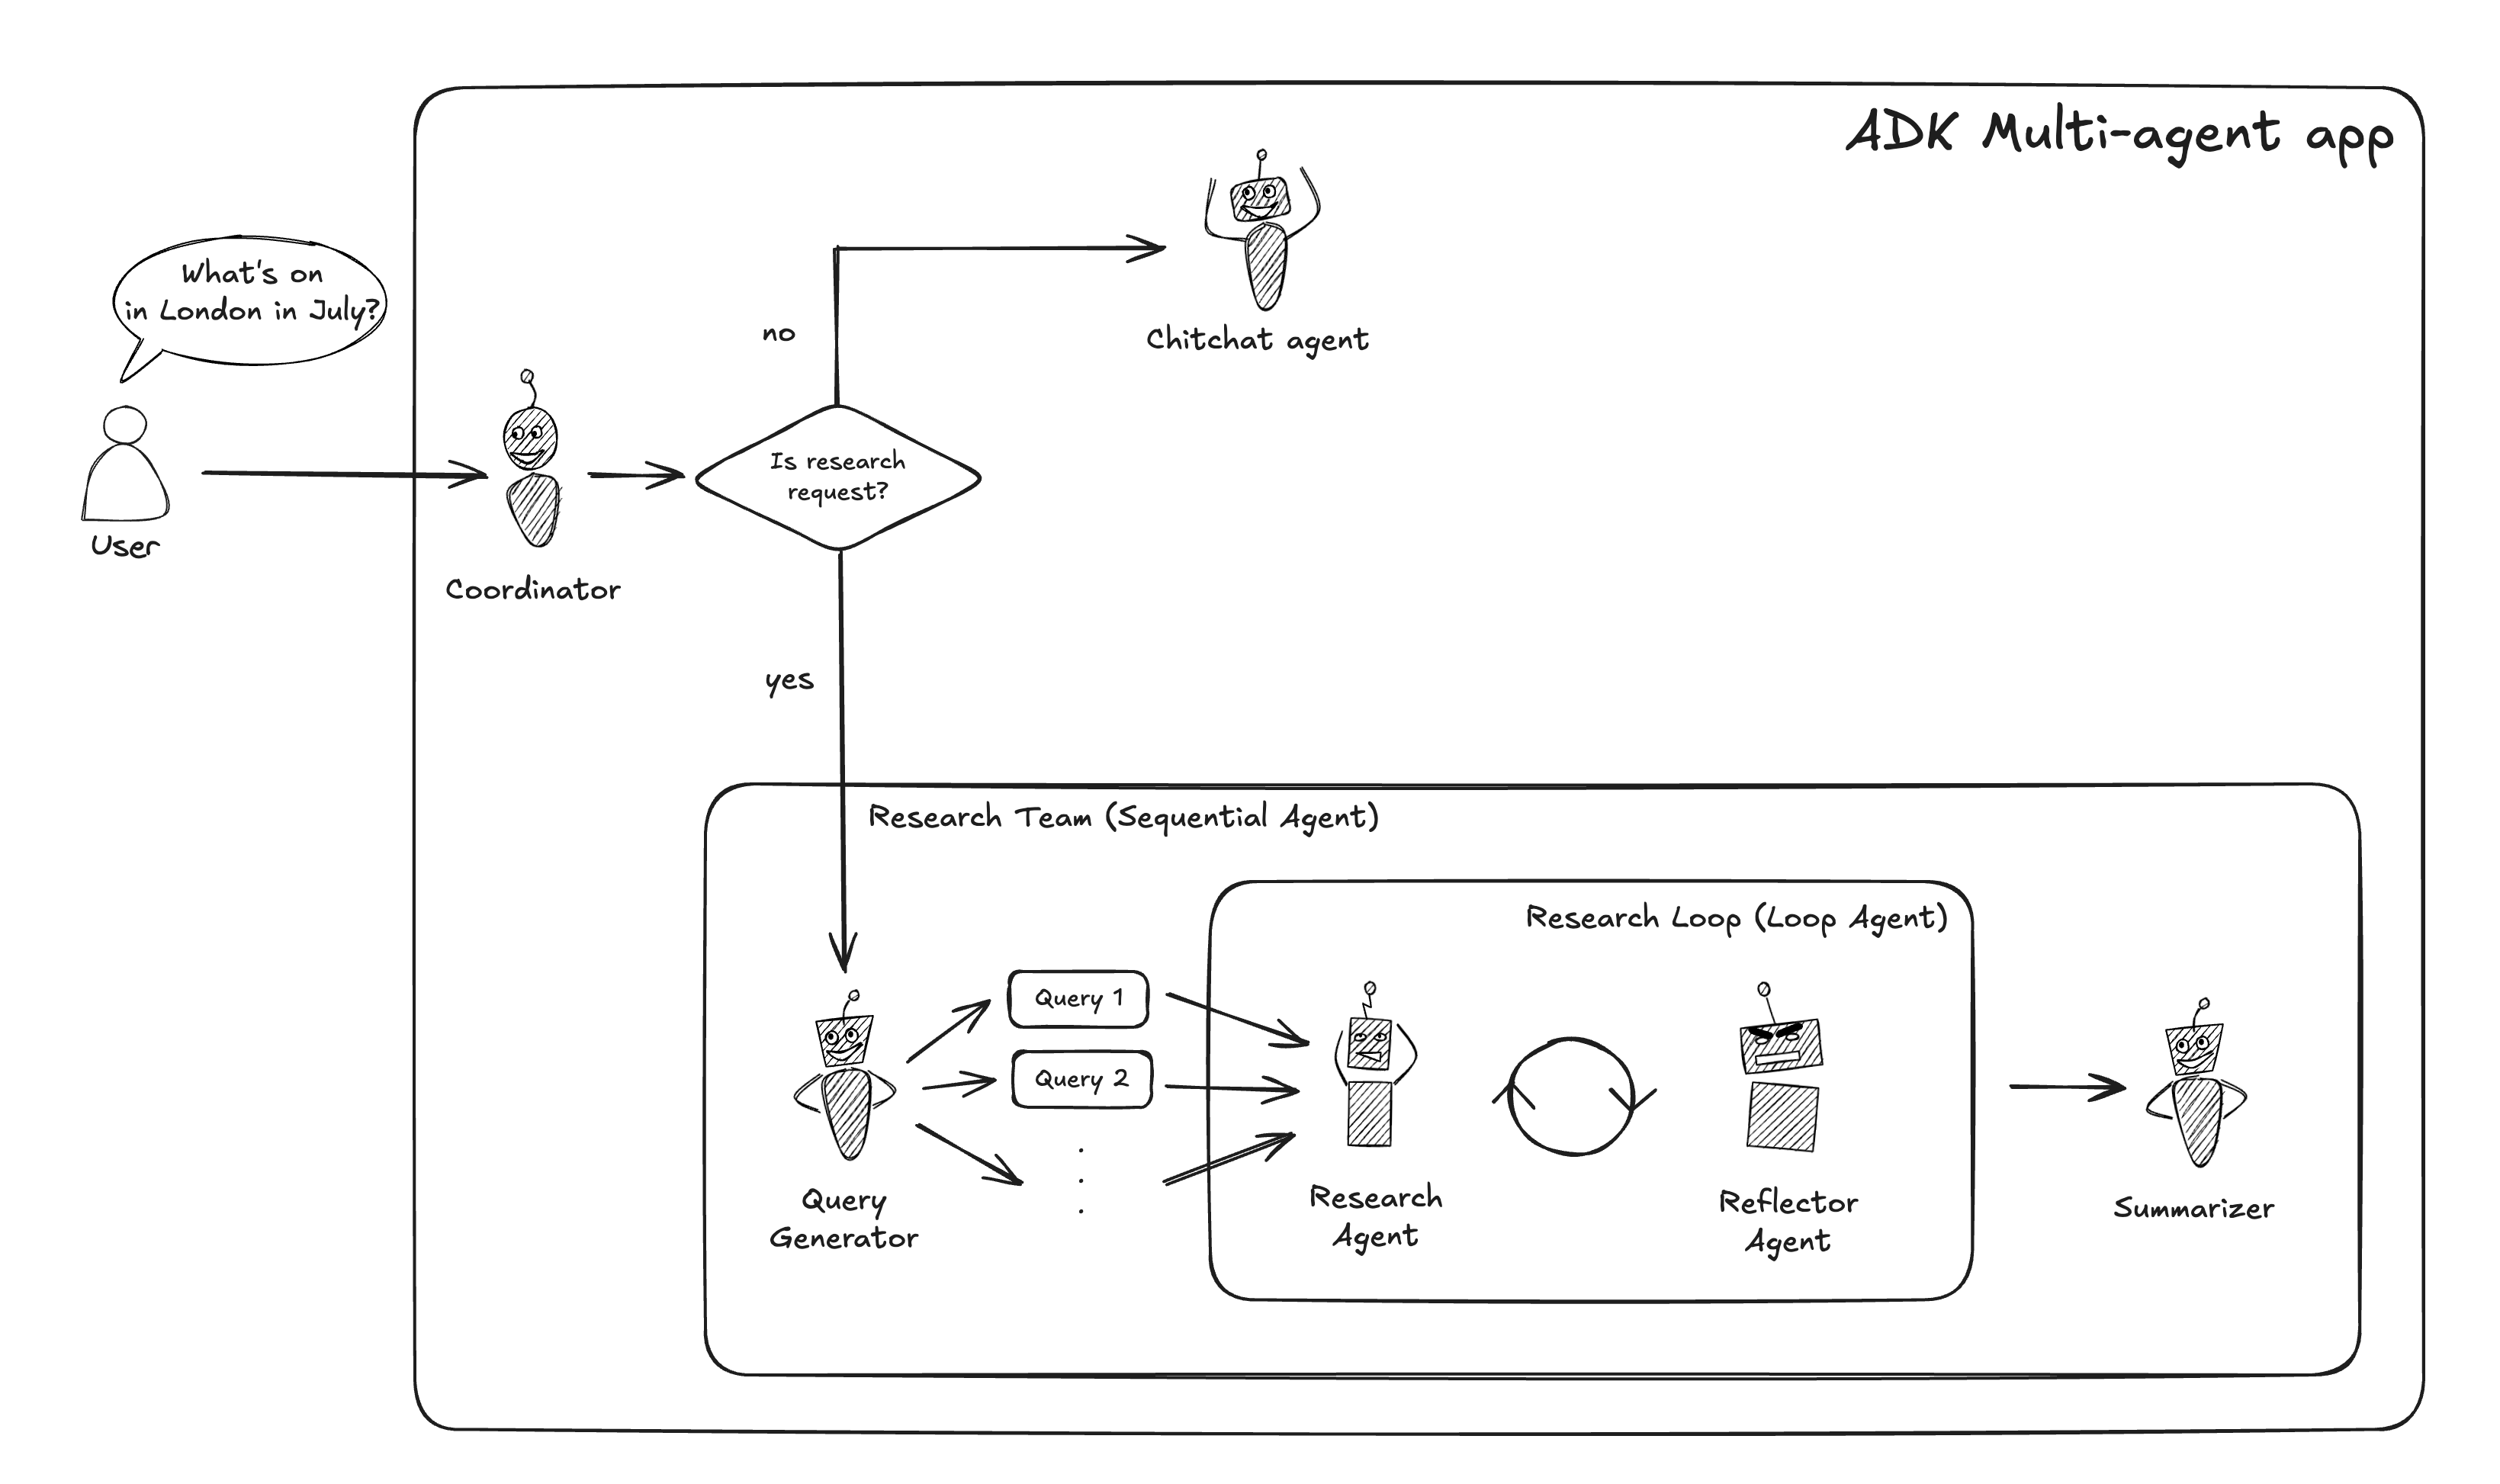 ADK Multi-agent app
What's on
in London in July?
User
Coordinator
Is research
request?
no
Chitchat agent
yes
Research Team (Sequential Agent)
Research Loop (Loop Agent)
Query 1
Query 2
.
.
.
Query
Generator
Research
Agent
Reflector
Agent
Summarizer